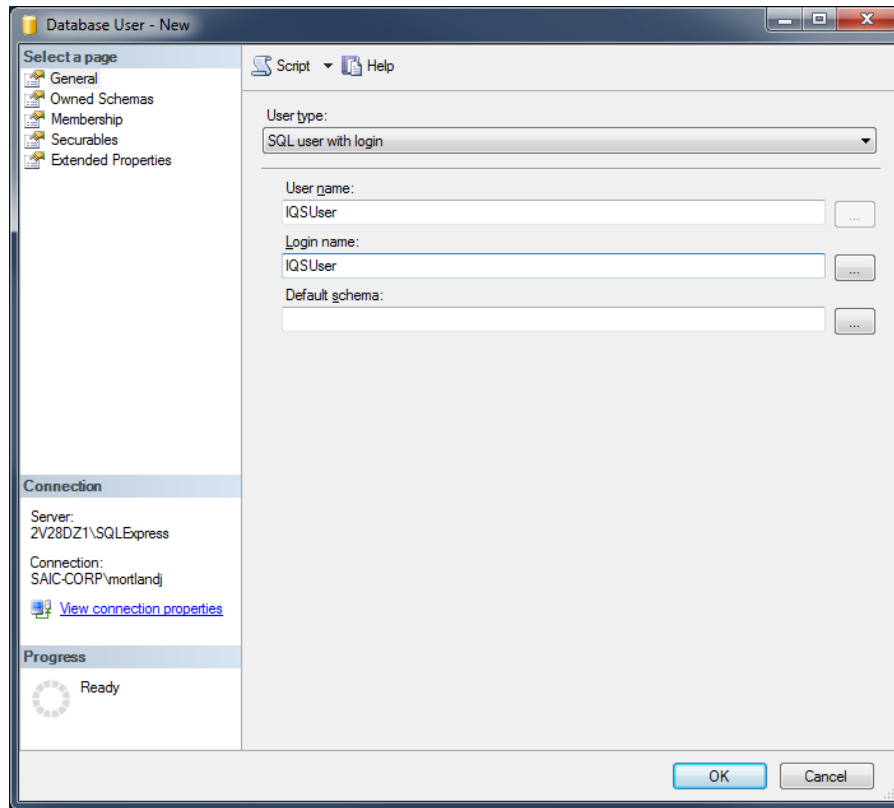 Database User - New
Select a page
General
Owned Schemas
Membership
Securables
Extended Properties
Script
Help
User type:
SQL user with login
User name:
IQSUser
...
Login name:
IQSUser
...
Default schema:
...
Connection
Server:
2V28DZ1\SQLExpress
Connection:
SAIC-CORP\mortlandj
View connection properties
Progress
Ready
OK
Cancel